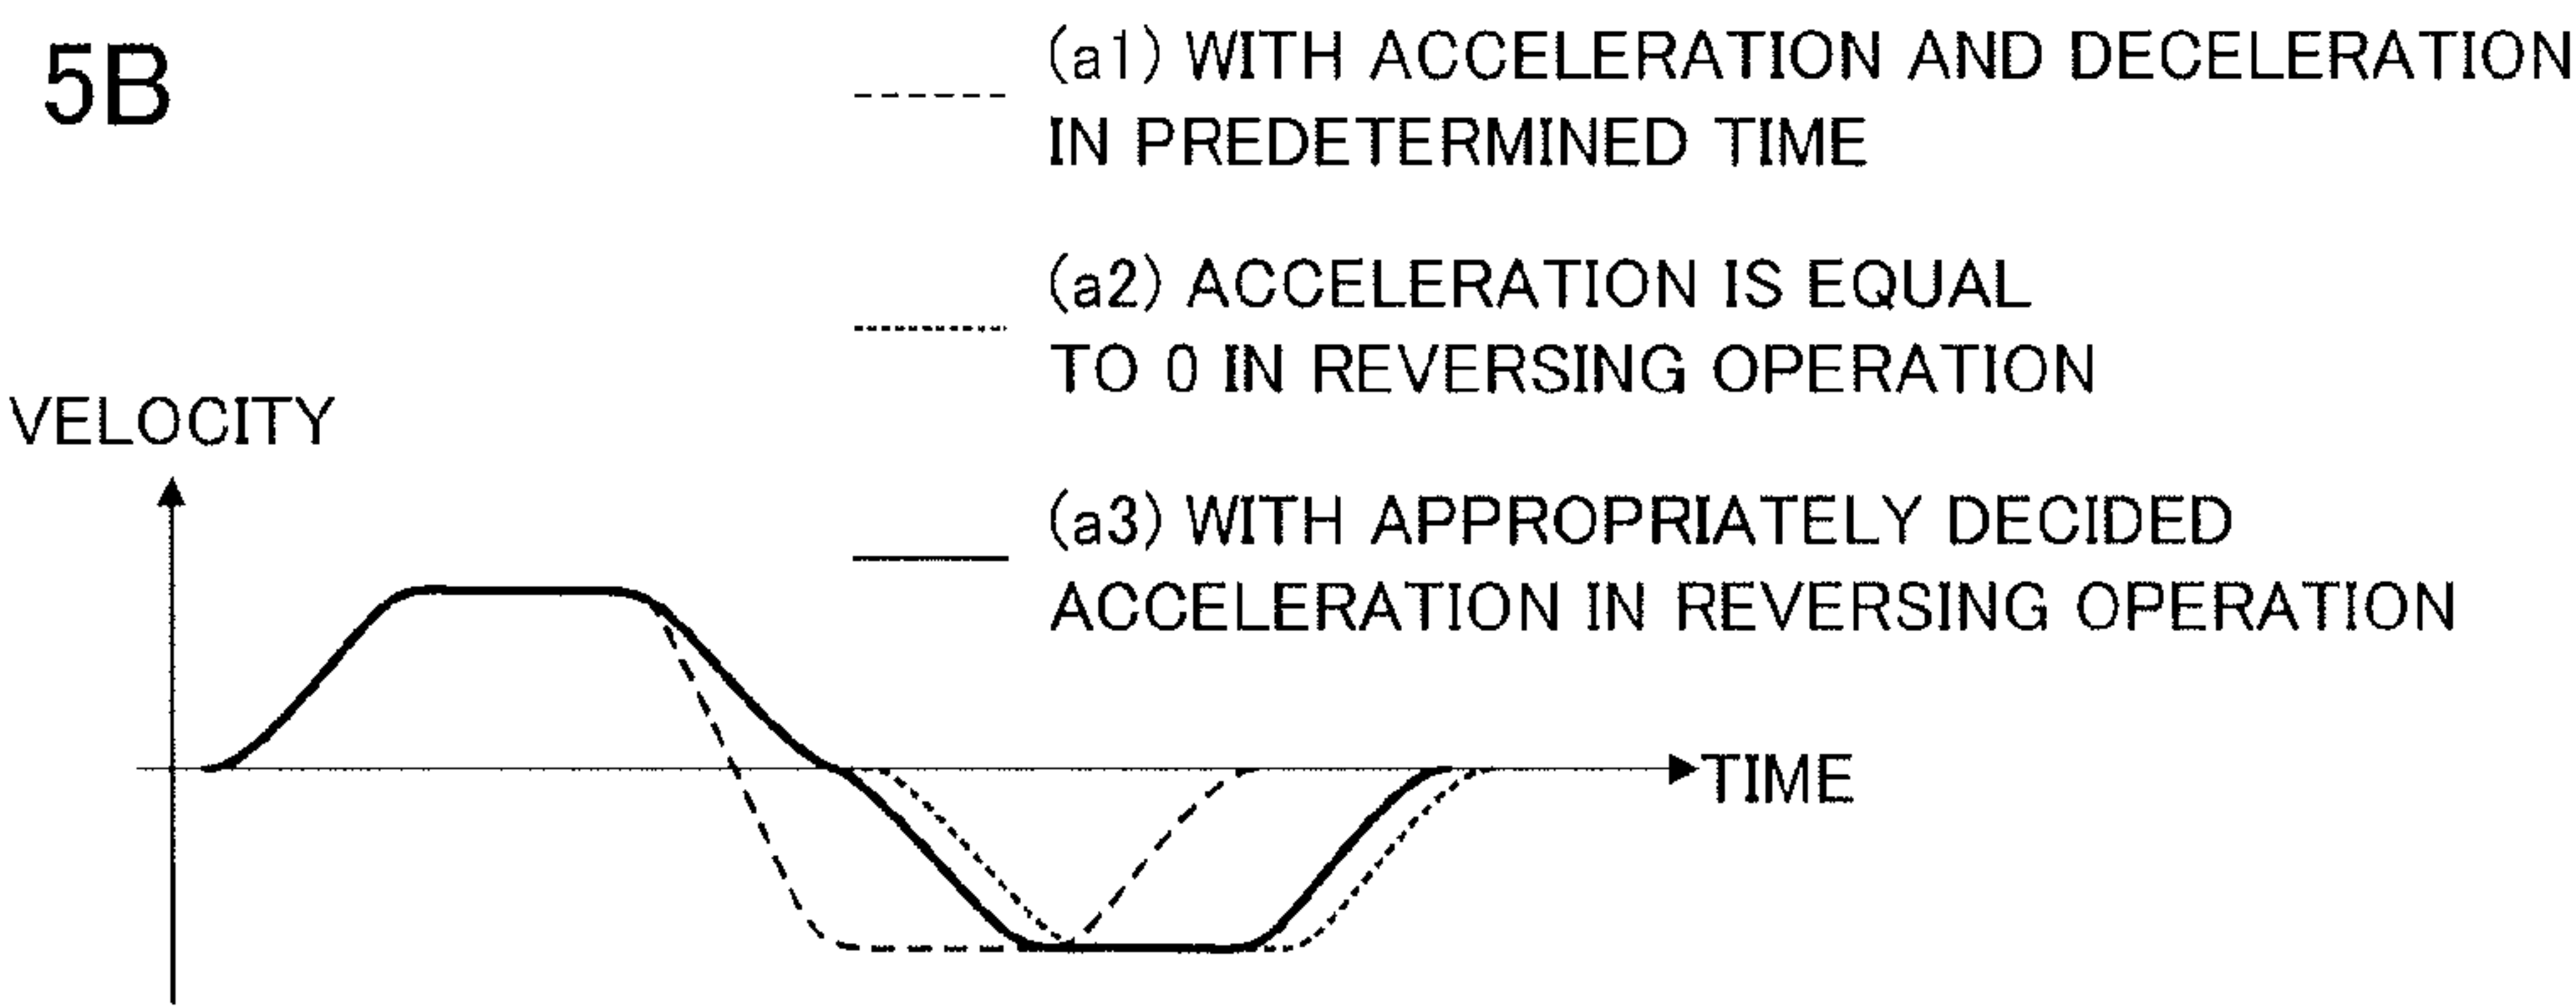 5B
(a1) WITH ACCELERATION AND DECELERATION
IN PREDETERMINED TIME
(a2) ACCELERATION IS EQUAL
TO 0 IN REVERSING OPERATION
(a3) WITH APPROPRIATELY DECIDED
ACCELERATION IN REVERSING OPERATION
VELOCITY
TIME